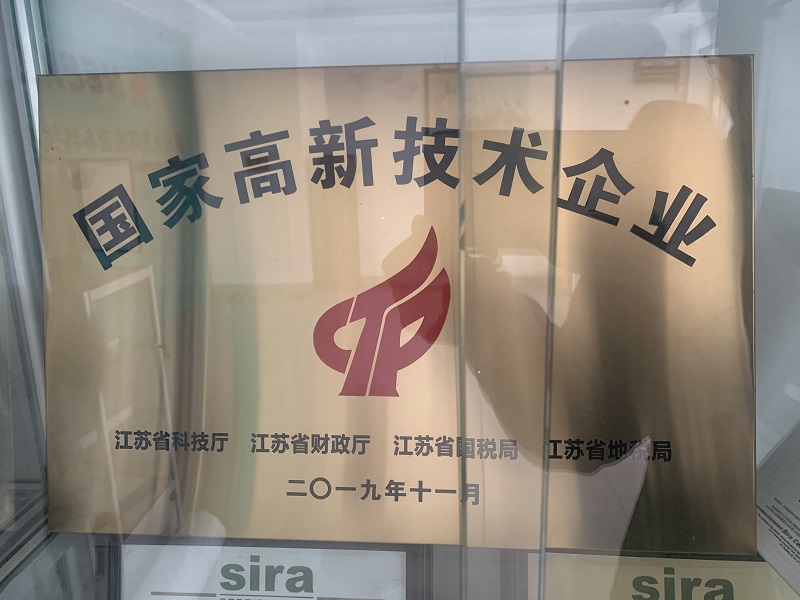 国家高新技术企业
江苏省科技厅 江苏省财政厅 江苏省国税局 江苏省地税局
二〇一九年十一月
sira
sira